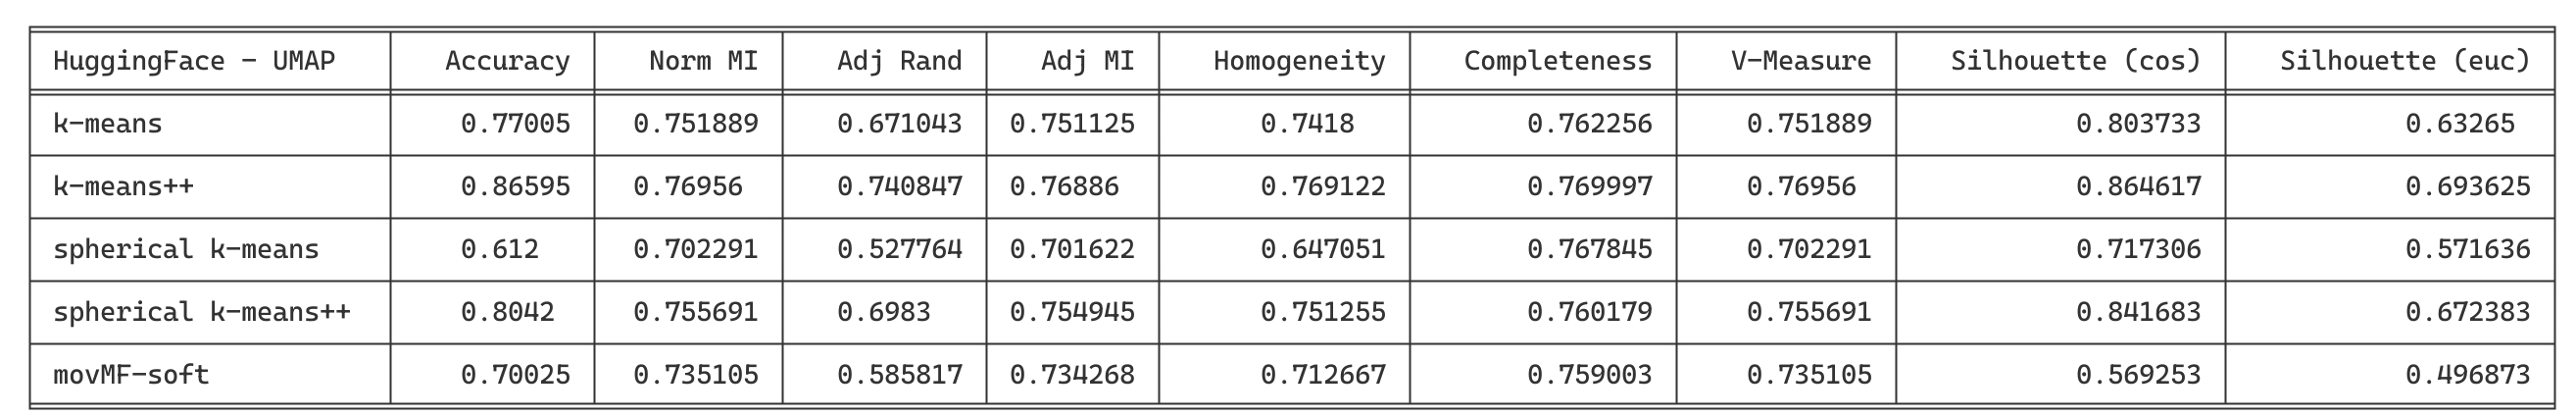 HuggingFace - UMAP Accuracy Norm MI Adj Rand Adj MI Homogeneity Completeness V-Measure Silhouette (cos) Silhouette (euc)
k-means 0.77005 0.751889 0.671043 0.751125 0.7418 0.762256 0.751889 0.803733 0.63265
k-means++ 0.86595 0.76956 0.740847 0.76886 0.769122 0.769997 0.76956 0.864617 0.693625
spherical k-means 0.612 0.702291 0.527764 0.701622 0.647051 0.767845 0.702291 0.717306 0.571636
spherical k-means++ 0.8042 0.755691 0.6983 0.754945 0.751255 0.760179 0.755691 0.841683 0.672383
movMF-soft 0.70025 0.735105 0.585817 0.734268 0.712667 0.759003 0.735105 0.569253 0.496873